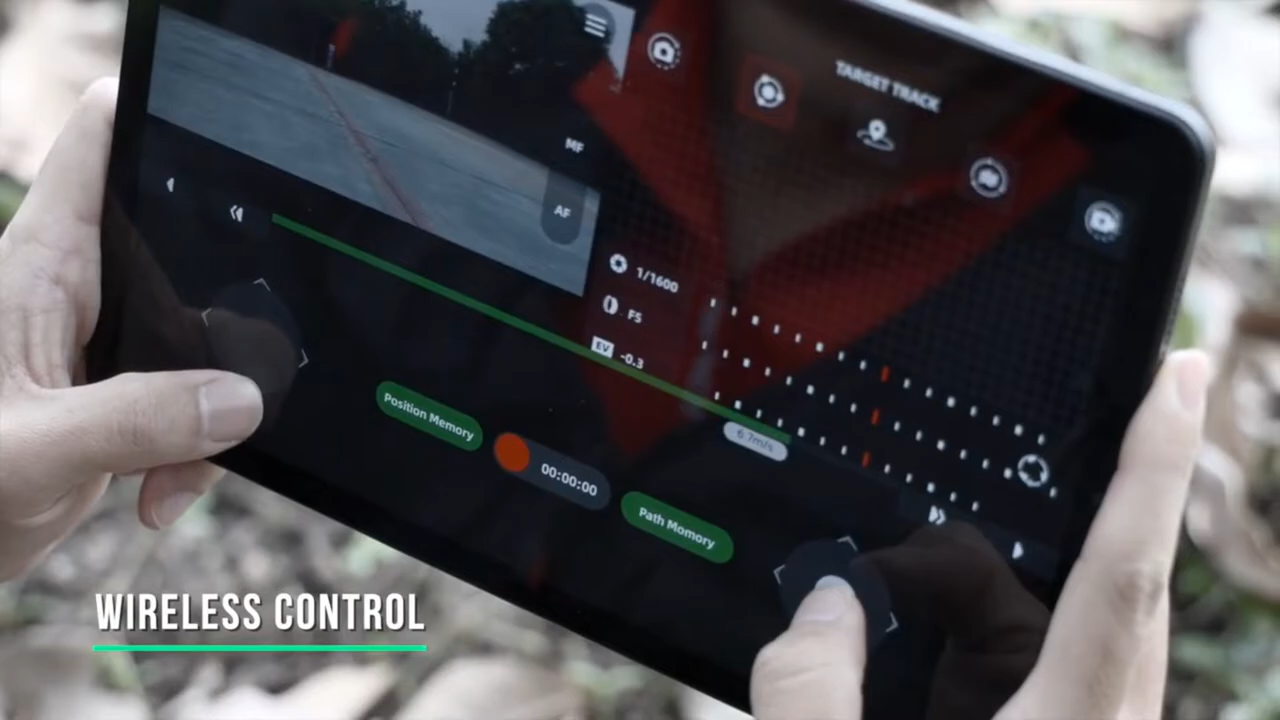 TARGET TRACK
MF
AF
1/1600
F5
EV -0.3
6.7m/s
Position Memory
00:00:00
Path Momory
WIRELESS CONTROL